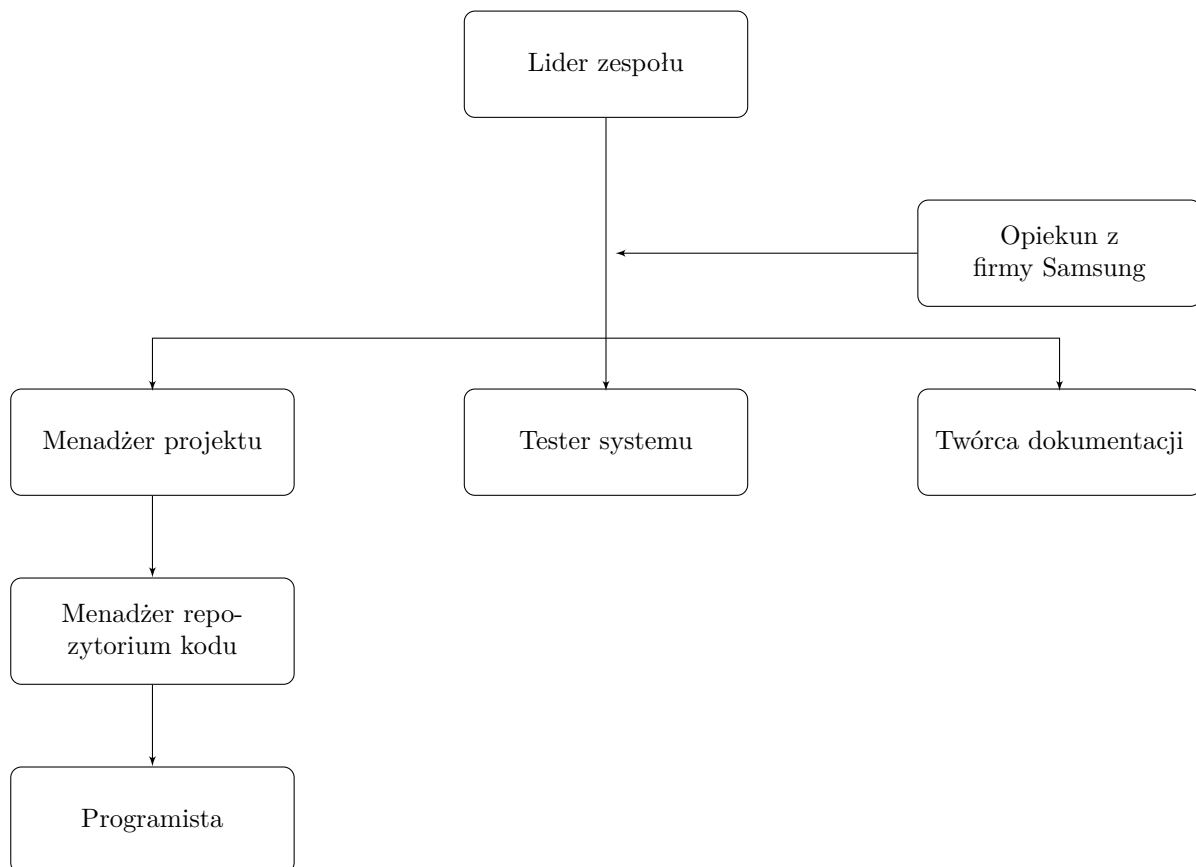 Lider zespołu
Opiekun z
firmy Samsung
Menadżer projektu
Tester systemu
Twórca dokumentacji
Menadżer repo-
zytorium kodu
Programista